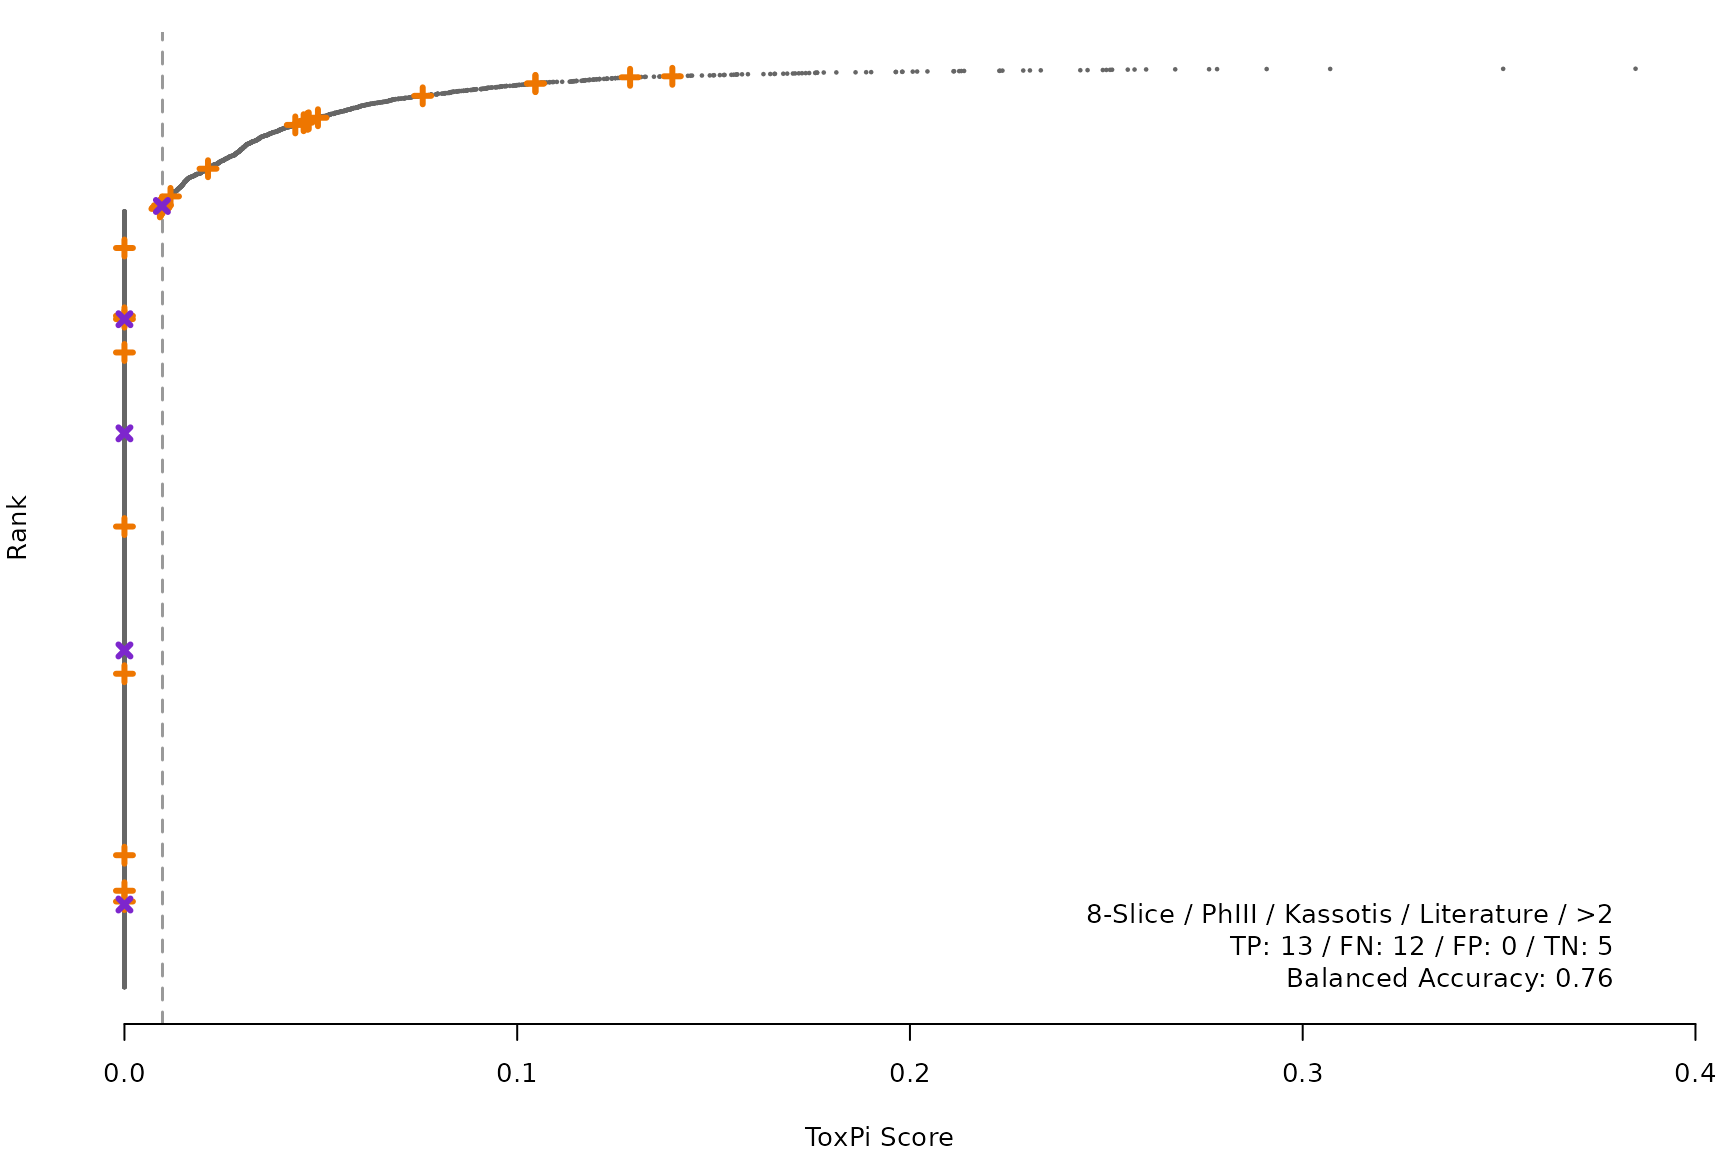 Rank
8-Slice / PhIII / Kassotis / Literature / >2
TP: 13 / FN: 12 / FP: 0 / TN: 5
Balanced Accuracy: 0.76
0.0 0.1 0.2 0.3 0.4
ToxPi Score